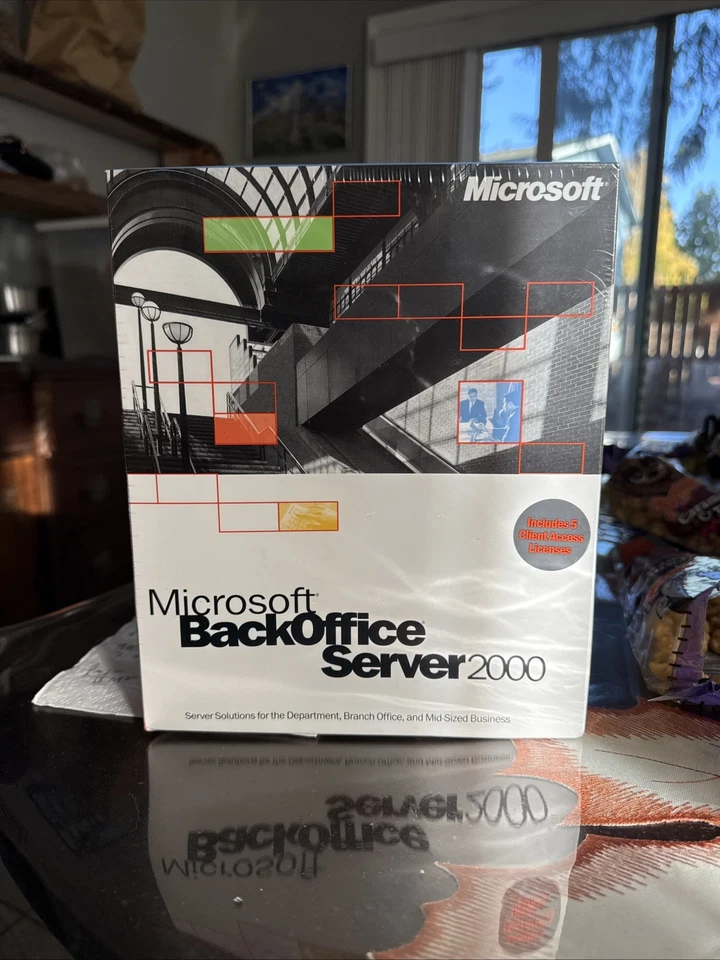 Microsoft
Includes 5
Client Access
Licenses
Microsoft®
BackOffice®
Server 2000
Server Solutions for the Department, Branch Office, and Mid-Sized Business